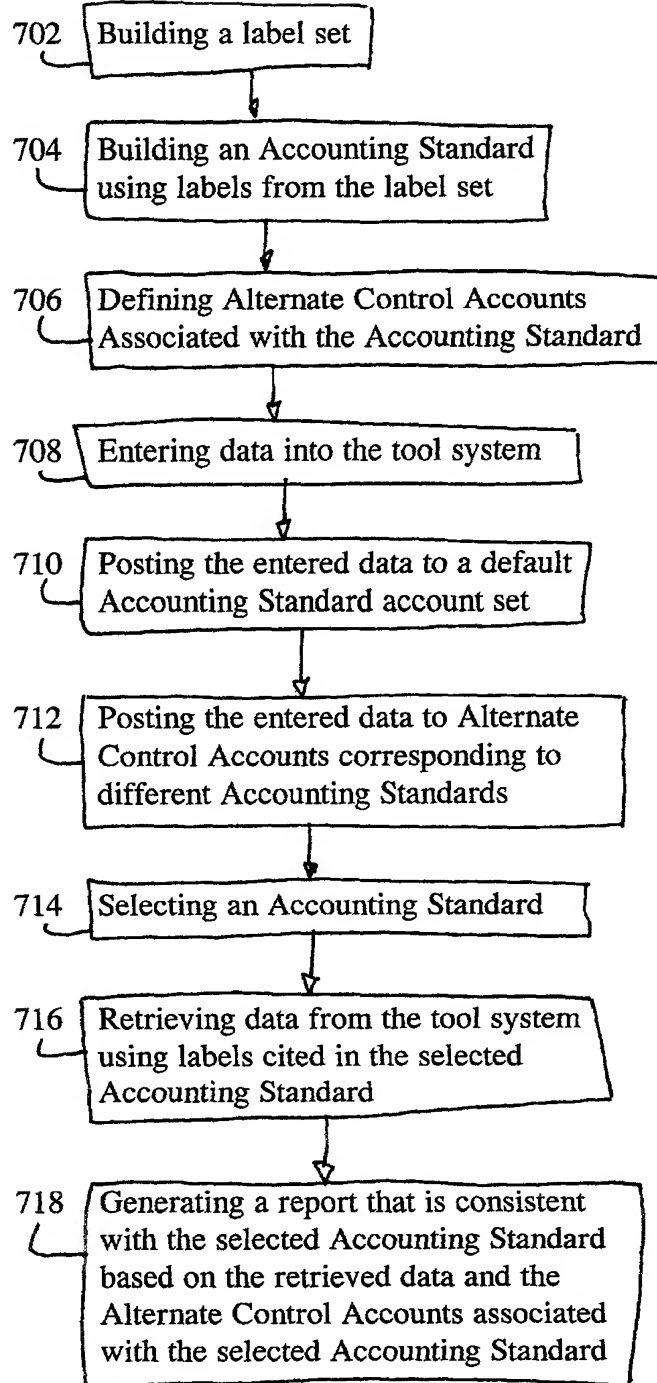 702 Building a label set
704 Building an Accounting Standard
using labels from the label set
706 Defining Alternate Control Accounts
Associated with the Accounting Standard
708 Entering data into the tool system
710 Posting the entered data to a default
Accounting Standard account set
712 Posting the entered data to Alternate
Control Accounts corresponding to
different Accounting Standards
714 Selecting an Accounting Standard
716 Retrieving data from the tool system
using labels cited in the selected
Accounting Standard
718 Generating a report that is consistent
with the selected Accounting Standard
based on the retrieved data and the
Alternate Control Accounts associated
with the selected Accounting Standard